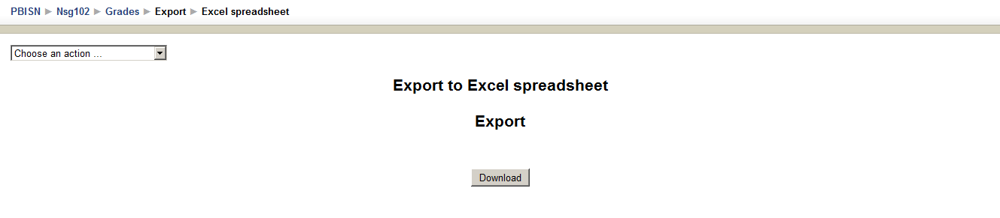 PBISN ► Nsg102 ► Grades ► Export ► Excel spreadsheet
Choose an action ...
Export to Excel spreadsheet
Export
Download